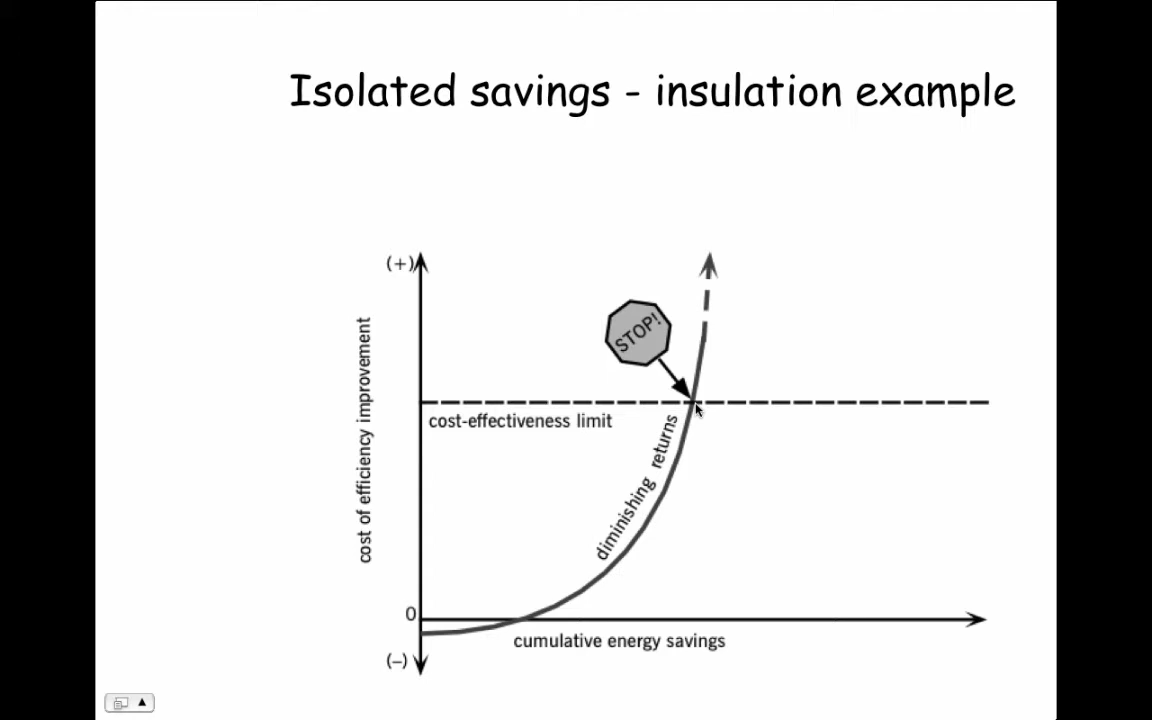 Isolated savings - insulation example
(+)
STOP!
cost of efficiency improvement
cost-effectiveness limit
diminishing returns
0
cumulative energy savings
(–)